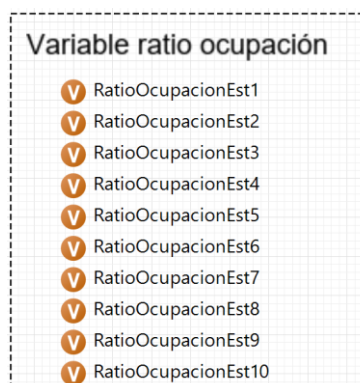 Variable ratio ocupación
V RatioOcupacionEst1
V RatioOcupacionEst2
V RatioOcupacionEst3
V RatioOcupacionEst4
V RatioOcupacionEst5
V RatioOcupacionEst6
V RatioOcupacionEst7
V RatioOcupacionEst8
V RatioOcupacionEst9
V RatioOcupacionEst10